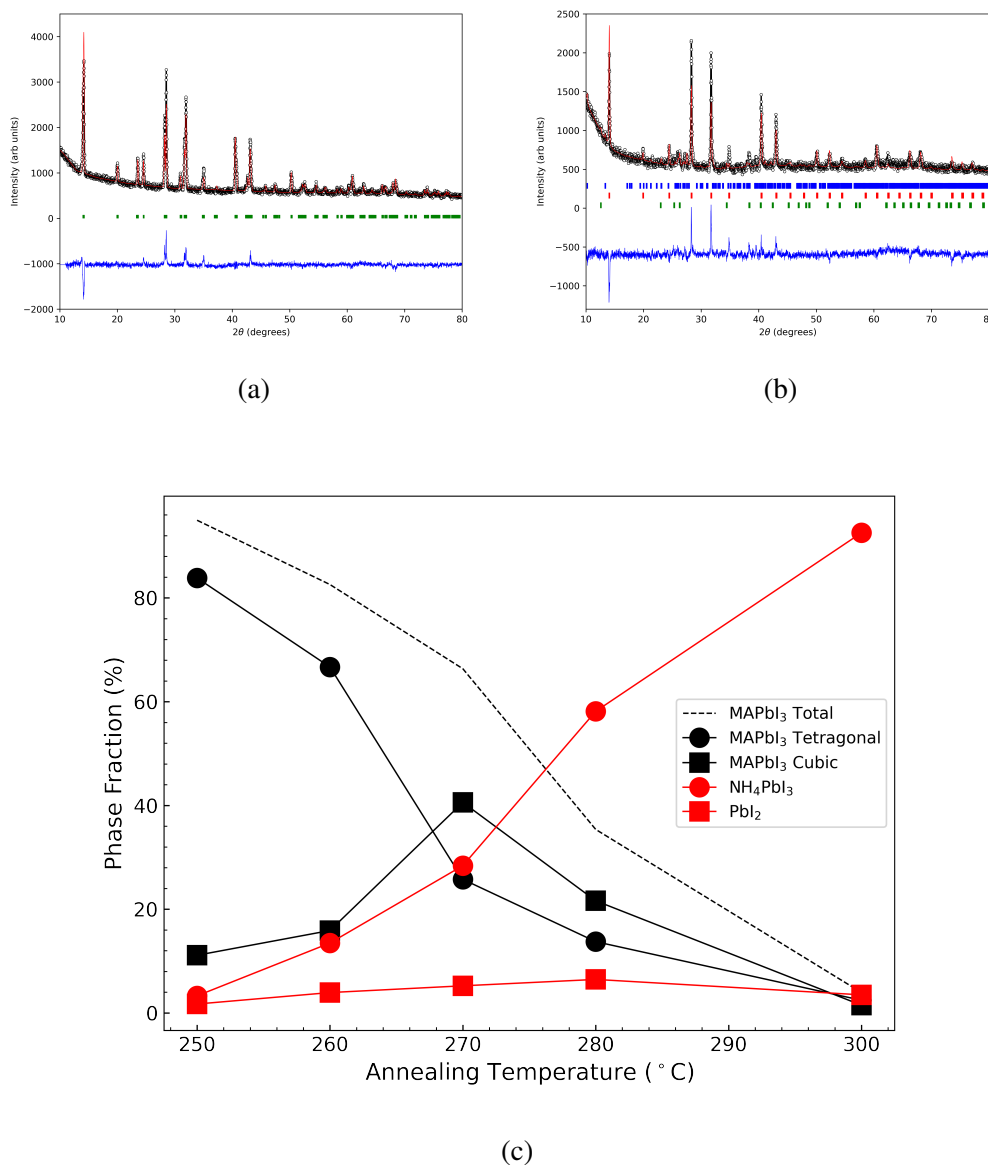 4000
3000
2000
1000
0
−1000
−2000
Intensity (arb units)
10 20 30 40 50 60 70 80
2θ (degrees)
(a)
2500
2000
1500
1000
500
0
−500
−1000
Intensity (arb units)
10 20 30 40 50 60 70 80
2θ (degrees)
(b)
80
60
40
20
0
Phase Fraction (%)
MAPbI₃ Total
MAPbI₃ Tetragonal
MAPbI₃ Cubic
NH₄PbI₃
PbI₂
250 260 270 280 290 300
Annealing Temperature (°C)
(c)